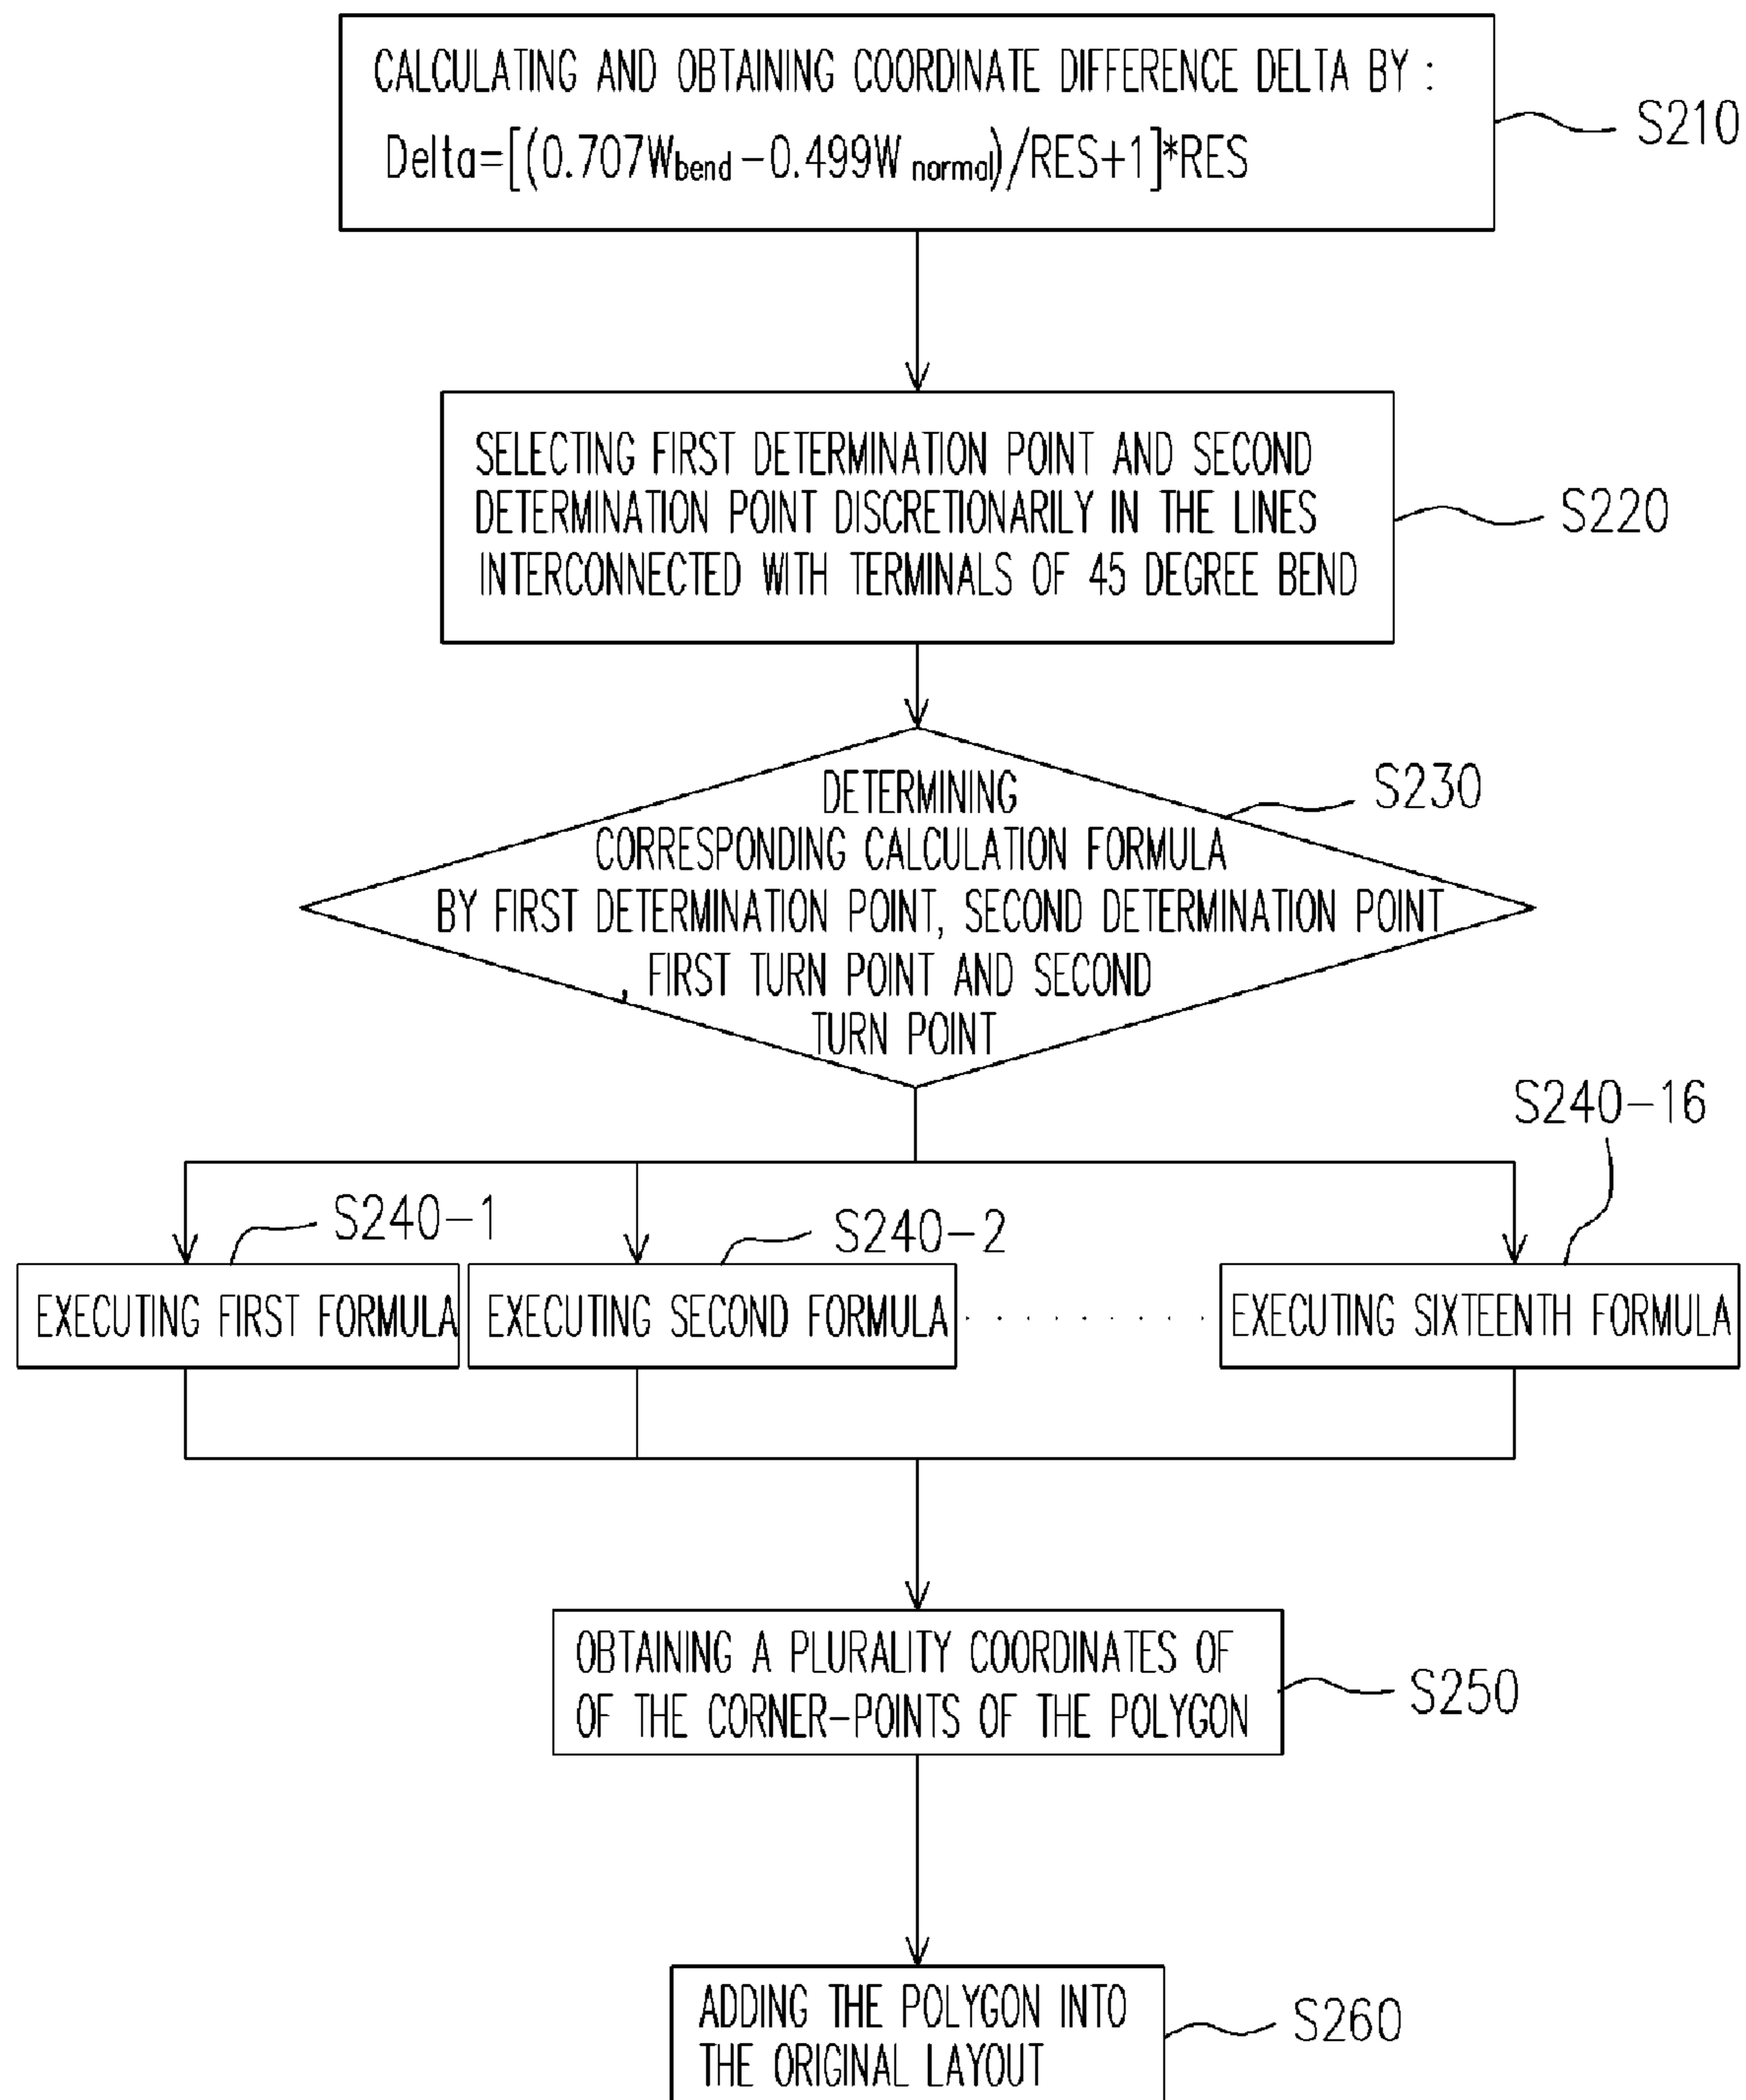 CALCULATING AND OBTAINING COORDINATE DIFFERENCE DELTA BY :
Delta=[(0.707Wbend-0.499W normal)/RES+1]*RES
S210
SELECTING FIRST DETERMINATION POINT AND SECOND
DETERMINATION POINT DISCRETIONARILY IN THE LINES
INTERCONNECTED WITH TERMINALS OF 45 DEGREE BEND
S220
DETERMINING
CORRESPONDING CALCULATION FORMULA
BY FIRST DETERMINATION POINT, SECOND DETERMINATION POINT
, FIRST TURN POINT AND SECOND
TURN POINT
S230
S240-16
S240-1
S240-2
EXECUTING FIRST FORMULA
EXECUTING SECOND FORMULA
. . . . . . . . .
EXECUTING SIXTEENTH FORMULA
OBTAINING A PLURALITY COORDINATES OF
OF THE CORNER-POINTS OF THE POLYGON
S250
ADDING THE POLYGON INTO
THE ORIGINAL LAYOUT
S260